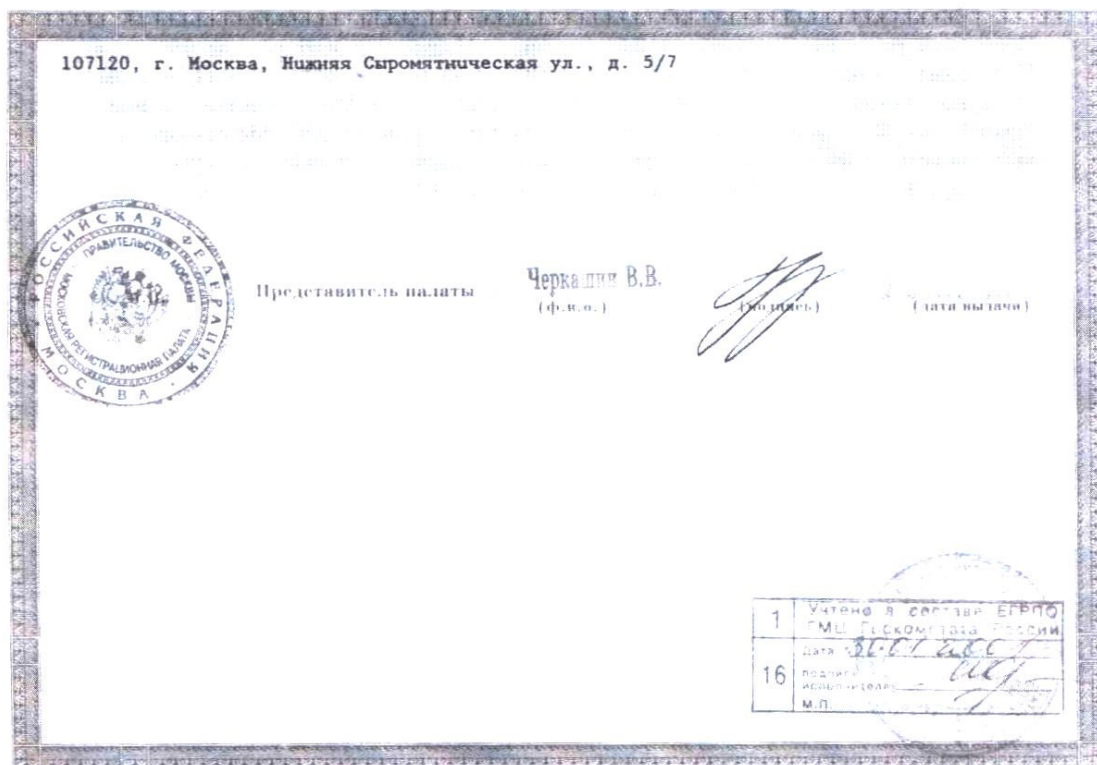 107120, г. Москва, Нижняя Сыромятническая ул., д. 5/7
РОССИЙСКАЯ ФЕДЕРАЦИЯ
ПРАВИТЕЛЬСТВО МОСКВЫ
МОСКОВСКАЯ РЕГИСТРАЦИОННАЯ ПАЛАТА
МОСКВА
Представитель палаты
Черкашин В.В.
(ф.и.о.)
(подпись)
(дата выдачи)
1
Учтено в составе ЕГРПО
ГМЦ Госкомстата России
16
Дата
подпись
исполнителя
М.П.